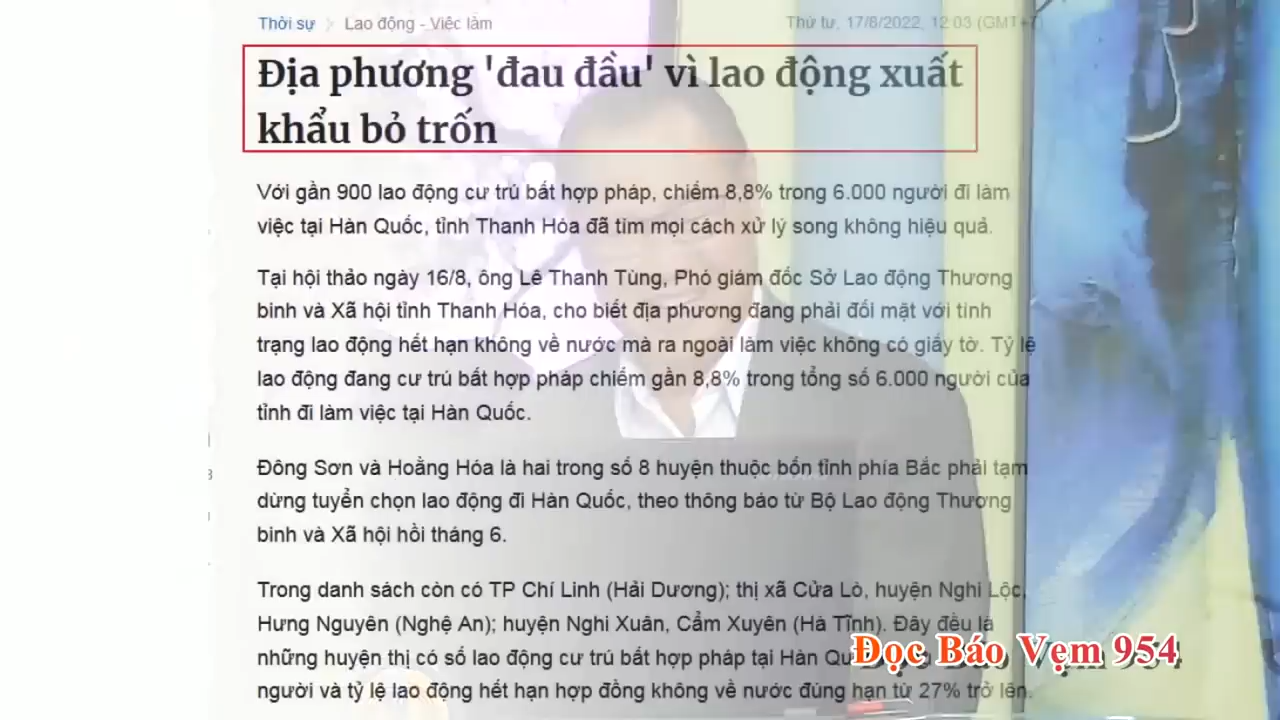 Thời sự > Lao động - Việc làm
Thứ tư, 17/8/2022, 12:03 (GMT+7)
Địa phương 'đau đầu' vì lao động xuất
khẩu bỏ trốn
Với gần 900 lao động cư trú bất hợp pháp, chiếm 8,8% trong 6.000 người đi làm
việc tại Hàn Quốc, tỉnh Thanh Hóa đã tìm mọi cách xử lý song không hiệu quả.
Tại hội thảo ngày 16/8, ông Lê Thanh Tùng, Phó giám đốc Sở Lao động Thương
binh và Xã hội tỉnh Thanh Hóa, cho biết địa phương đang phải đối mặt với tình
trạng lao động hết hạn không về nước mà ra ngoài làm việc không có giấy tờ. Tỷ lệ
lao động đang cư trú bất hợp pháp chiếm gần 8,8% trong tổng số 6.000 người của
tỉnh đi làm việc tại Hàn Quốc.
Đông Sơn và Hoằng Hóa là hai trong số 8 huyện thuộc bốn tỉnh phía Bắc phải tạm
dừng tuyển chọn lao động đi Hàn Quốc, theo thông báo từ Bộ Lao động Thương
binh và Xã hội hồi tháng 6.
Trong danh sách còn có TP Chí Linh (Hải Dương); thị xã Cửa Lò, huyện Nghi Lộc,
Hưng Nguyên (Nghệ An); huyện Nghi Xuân, Cẩm Xuyên (Hà Tĩnh). Đây đều là
những huyện thị có số lao động cư trú bất hợp pháp tại Hàn
Đọc Báo Vẹm 954
người và tỷ lệ lao động hết hạn hợp đồng không về nước đúng hạn từ 27% trở lên.